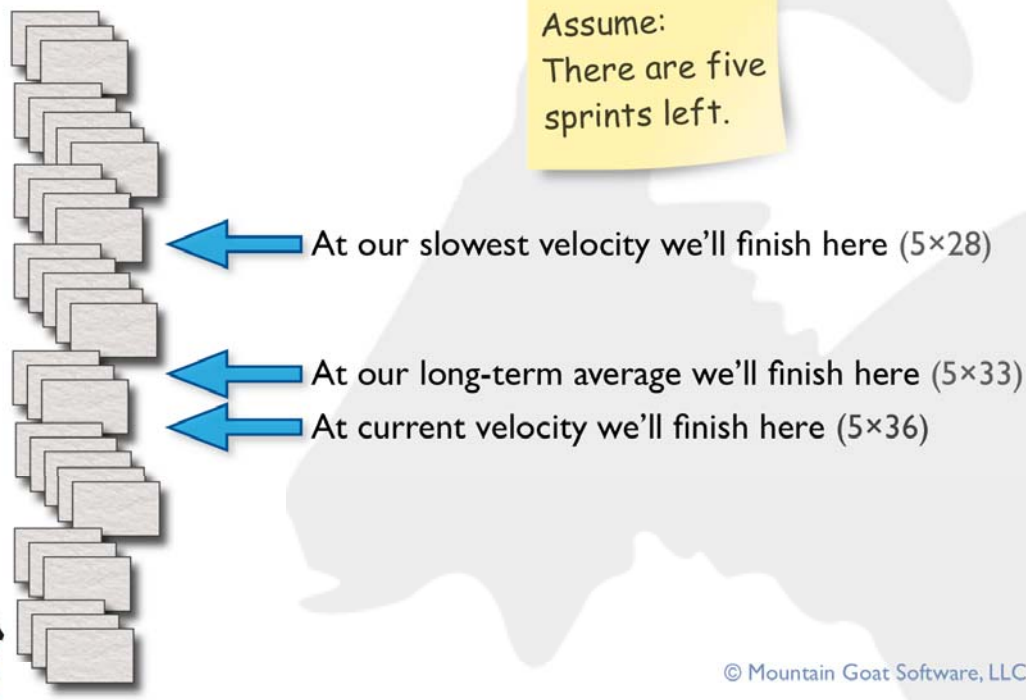 Assume:
There are five
sprints left.
At our slowest velocity we'll finish here (5×28)
At our long-term average we'll finish here (5×33)
At current velocity we'll finish here (5×36)
© Mountain Goat Software, LLC